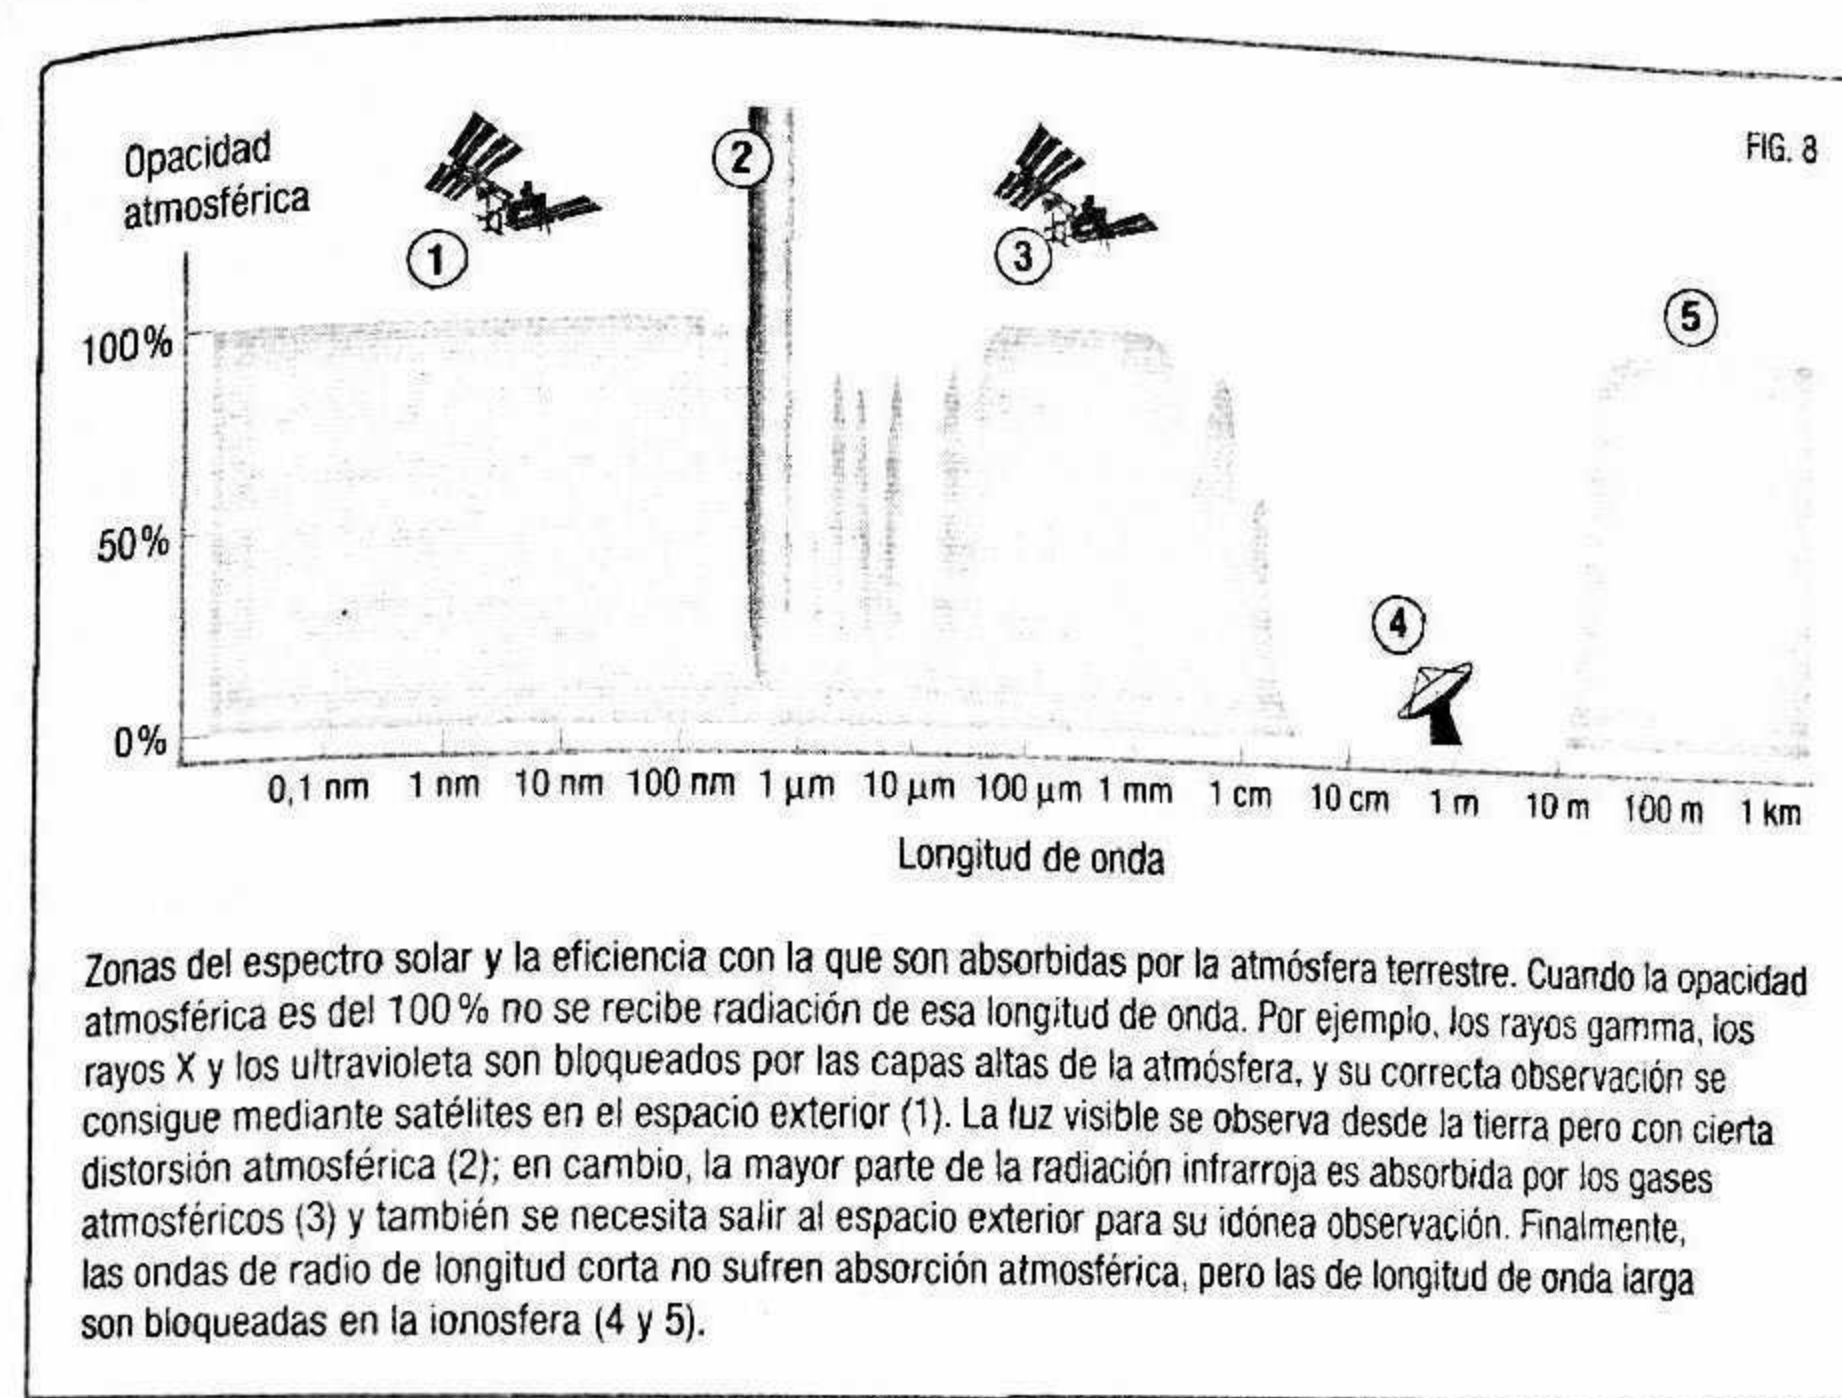 Opacidad
atmosférica
FIG. 8
1
2
3
4
5
100%
50%
0%
0,1 nm 1 nm 10 nm 100 nm 1 µm 10 µm 100 µm 1 mm 1 cm 10 cm 1 m 10 m 100 m 1 km
Longitud de onda
Zonas del espectro solar y la eficiencia con la que son absorbidas por la atmósfera terrestre. Cuando la opacidad
atmosférica es del 100% no se recibe radiación de esa longitud de onda. Por ejemplo, los rayos gamma, los
rayos X y los ultravioleta son bloqueados por las capas altas de la atmósfera, y su correcta observación se
consigue mediante satélites en el espacio exterior (1). La luz visible se observa desde la tierra pero con cierta
distorsión atmosférica (2); en cambio, la mayor parte de la radiación infrarroja es absorbida por los gases
atmosféricos (3) y también se necesita salir al espacio exterior para su idónea observación. Finalmente,
las ondas de radio de longitud corta no sufren absorción atmosférica, pero las de longitud de onda larga
son bloqueadas en la ionosfera (4 y 5).